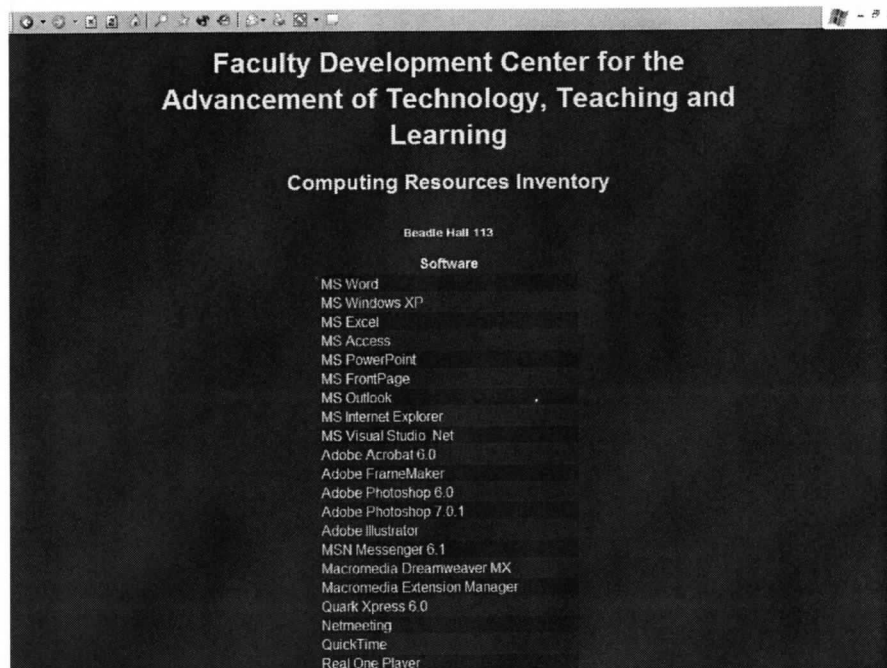 Faculty Development Center for the
Advancement of Technology, Teaching and
Learning
Computing Resources Inventory
Beadle Hall 113
Software
MS Word
MS Windows XP
MS Excel
MS Access
MS PowerPoint
MS FrontPage
MS Outlook
MS Internet Explorer
MS Visual Studio Net
Adobe Acrobat 6.0
Adobe FrameMaker
Adobe Photoshop 6.0
Adobe Photoshop 7.0.1
Adobe Illustrator
MSN Messenger 6.1
Macromedia Dreamweaver MX
Macromedia Extension Manager
Quark Xpress 6.0
Netmeeting
QuickTime
Real One Player